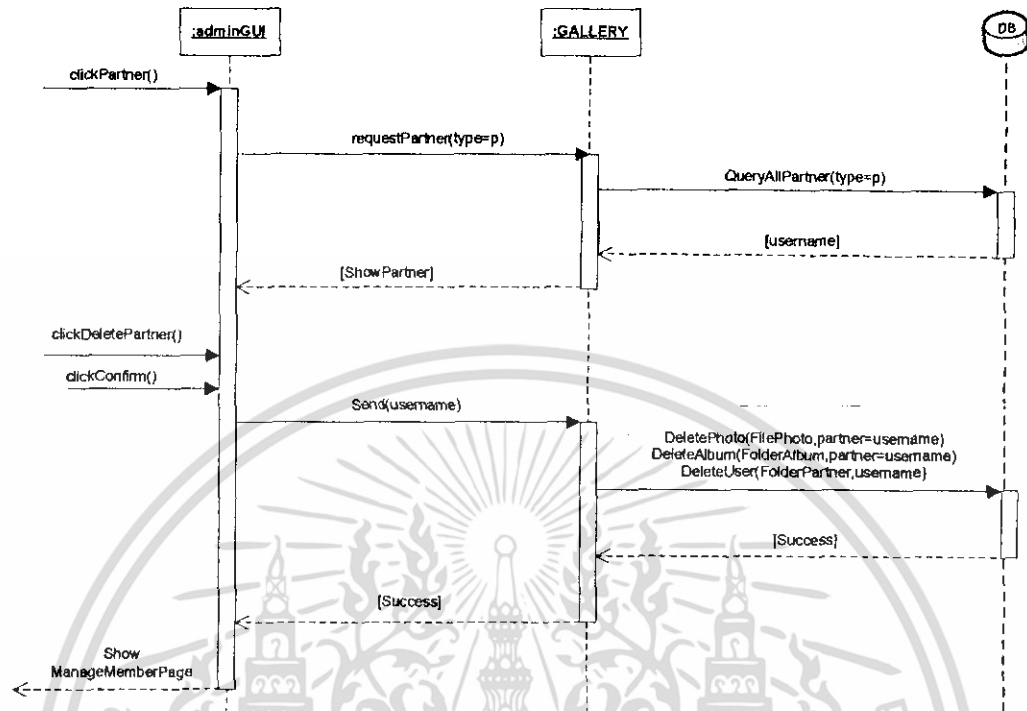 :adminGUI
:GALLERY
DB
clickPartner()
requestPartner(type=p)
QueryAllPartner(type=p)
[username]
[ShowPartner]
clickDeletePartner()
clickConfirm()
Send(username)
DeletePhoto(FilePhoto,partner=username)
DeleteAlbum(FolderAlbum,partner=username)
DeleteUser(FolderPartner,username)
[Success]
[Success]
Show
ManageMemberPage